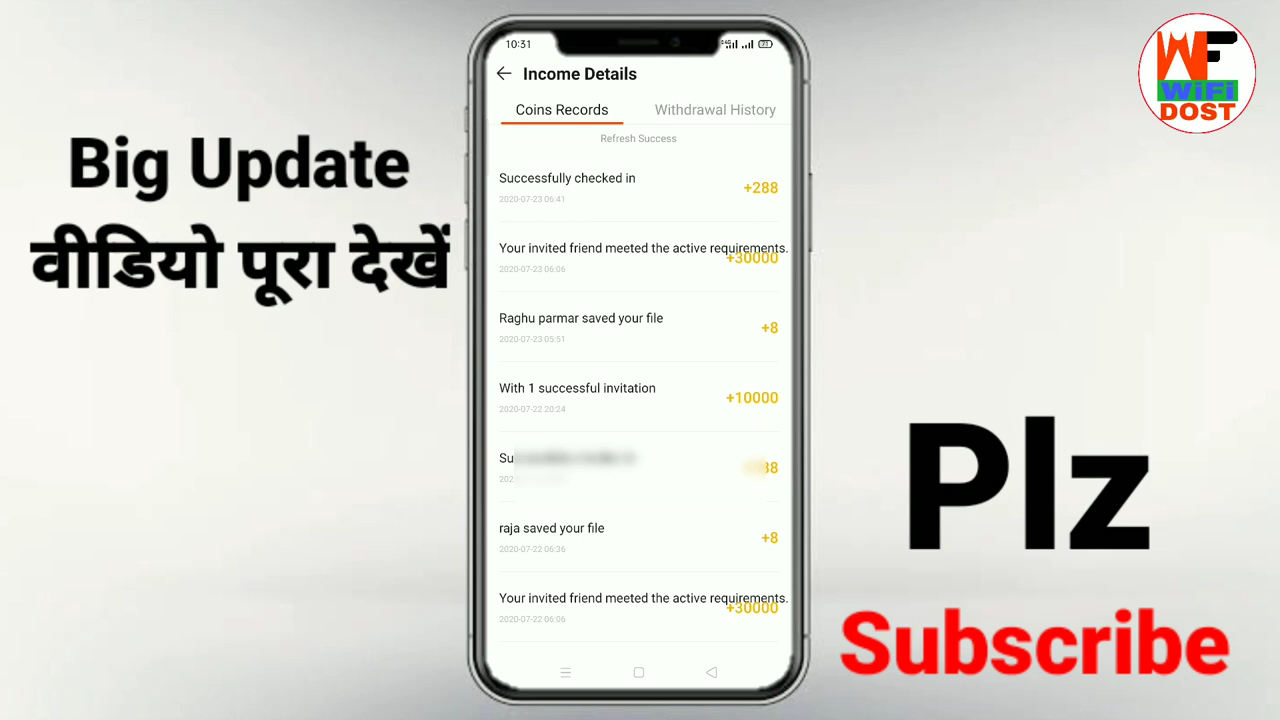 Big Update
वीडियो पूरा देखें
10:31
Income Details
Coins Records
Withdrawal History
Refresh Success
Successfully checked in
+288
2020-07-23 06:41
Your invited friend meeted the active requirements.
+30000
2020-07-23 06:06
Raghu parmar saved your file
+8
2020-07-23 05:51
With 1 successful invitation
+10000
2020-07-22 20:24
raja saved your file
+8
2020-07-22 06:36
Your invited friend meeted the active requirements.
+30000
2020-07-22 06:06
WF
WiFi
DOST
Plz
Subscribe